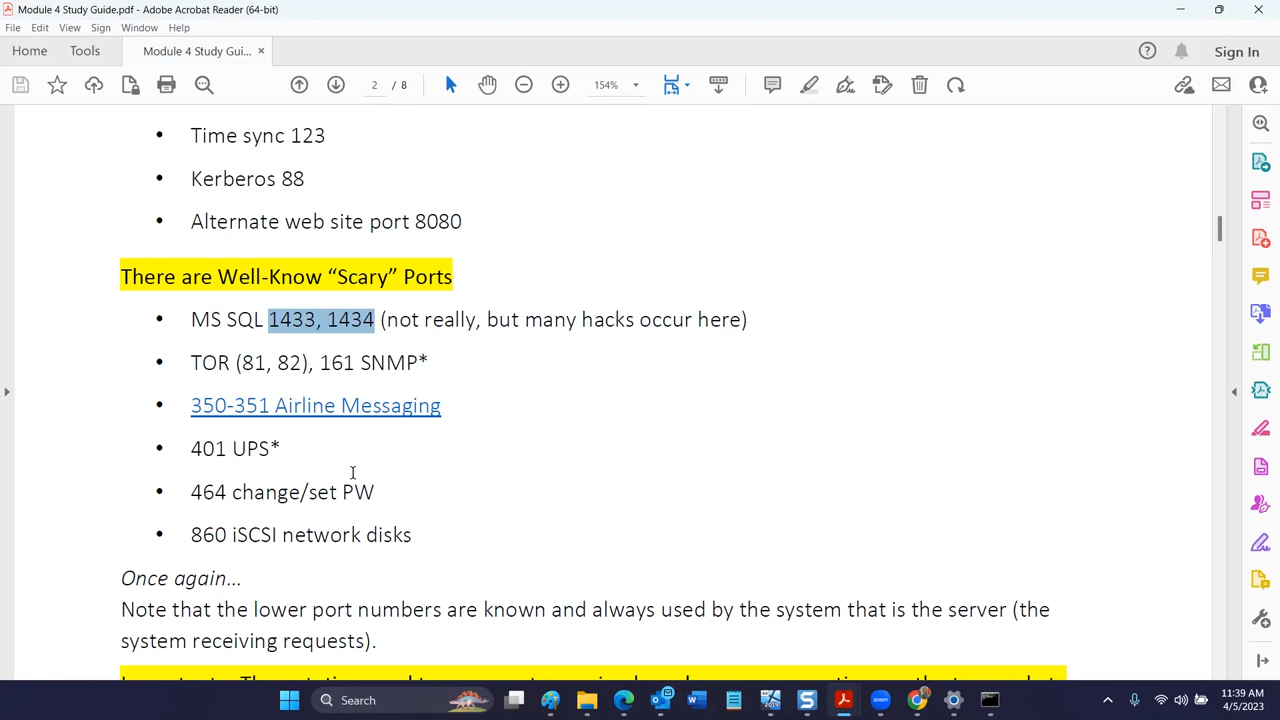 Module 4 Study Guide.pdf - Adobe Acrobat Reader (64-bit)
File Edit View Sign Window Help
Home Tools Module 4 Study Gui... × Sign In
2 / 8 154%
• Time sync 123
• Kerberos 88
• Alternate web site port 8080
There are Well-Know “Scary” Ports
• MS SQL 1433, 1434 (not really, but many hacks occur here)
• TOR (81, 82), 161 SNMP*
• 350-351 Airline Messaging
• 401 UPS*
• 464 change/set PW
• 860 iSCSI network disks
Once again...
Note that the lower port numbers are known and always used by the system that is the server (the
system receiving requests).
Search
11:39 AM
4/5/2023